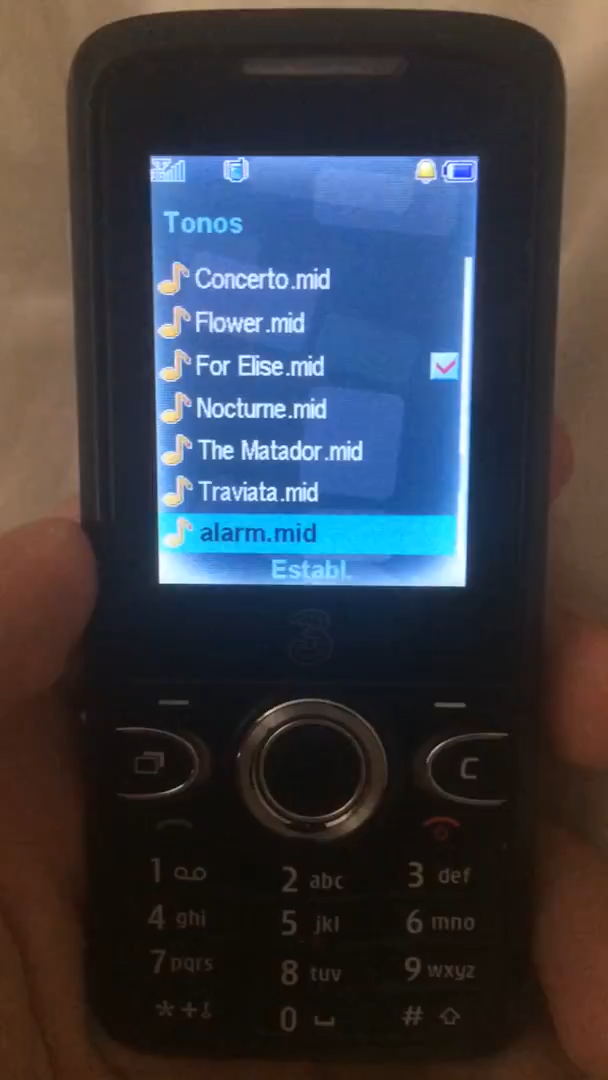 Tonos
Concerto.mid
Flower.mid
For Elise.mid
Nocturne.mid
The Matador.mid
Traviata.mid
alarm.mid
Establ.
3
C
1 2 abc 3 def
4 ghi 5 jkl 6 mno
7 pqrs 8 tuv 9 wxyz
* + 0 #